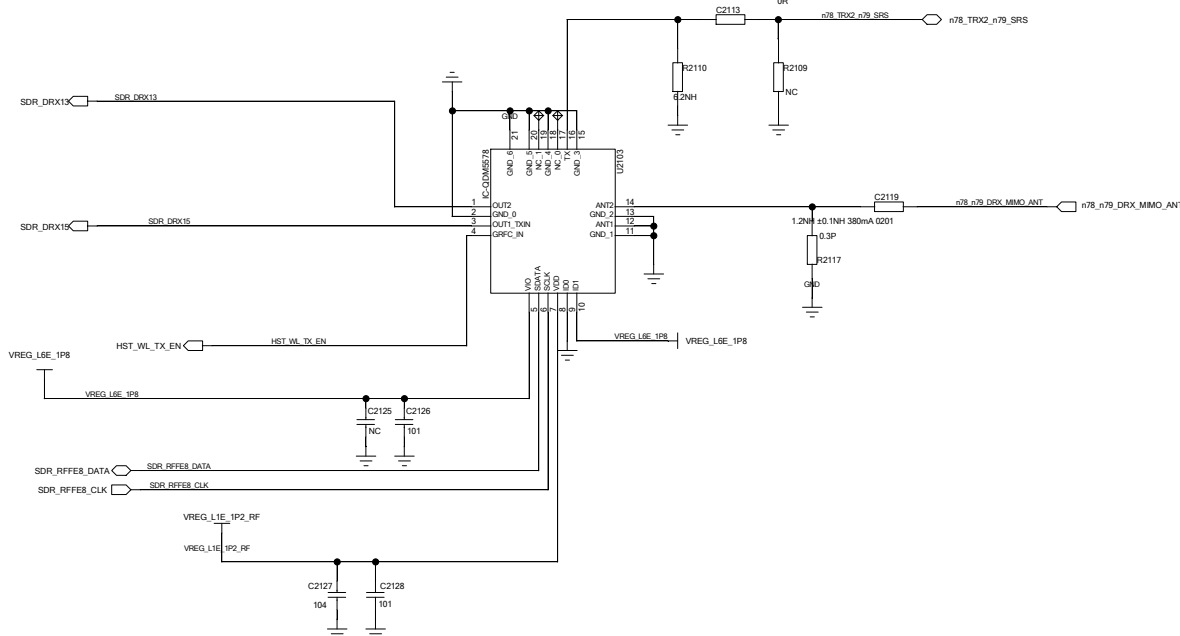 0R
C2113
n78_TRX2_n79_SRS
n78_TRX2_n79_SRS
R2110
6.2NH
R2109
NC
SDR_DRX13
SDR_DRX13
GND
21
20
19
18
17
16
15
GND_6
GND_5
NC_1
GND_4
NC_0
TX
GND_3
IC-QDM5578
U2103
1
OUT2
2
GND_0
3
OUT1_TXIN
4
GRFC_IN
ANT2
14
GND_2
13
ANT1
12
GND_1
11
SDR_DRX15
SDR_DRX15
C2119
n78_n79_DRX_MIMO_ANT
n78_n79_DRX_MIMO_ANT
1.2NH ±0.1NH 380mA 0201
0.3P
R2117
GND
VIO
SDATA
SCLK
VDD
ID0
ID1
5
6
7
8
9
10
HST_WL_TX_EN
HST_WL_TX_EN
VREG_L6E_1P8
VREG_L6E_1P8
VREG_L6E_1P8
VREG_L6E_1P8
C2125
NC
C2126
101
SDR_RFFE8_DATA
SDR_RFFE8_DATA
SDR_RFFE8_CLK
SDR_RFFE8_CLK
VREG_L1E_1P2_RF
VREG_L1E_1P2_RF
C2127
104
C2128
101